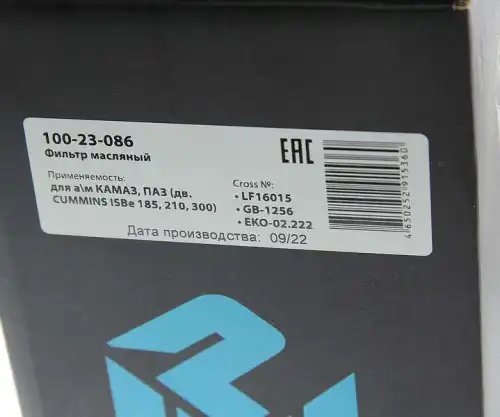 100-23-086
Фильтр масляный
EAC
Применяемость:
для а\м КАМАЗ, ПАЗ (дв.
CUMMINS ISBe 185, 210, 300)
Cross №:
• LF16015
• GB-1256
• EKO-02.222
Дата производства: 09/22
4650252915360